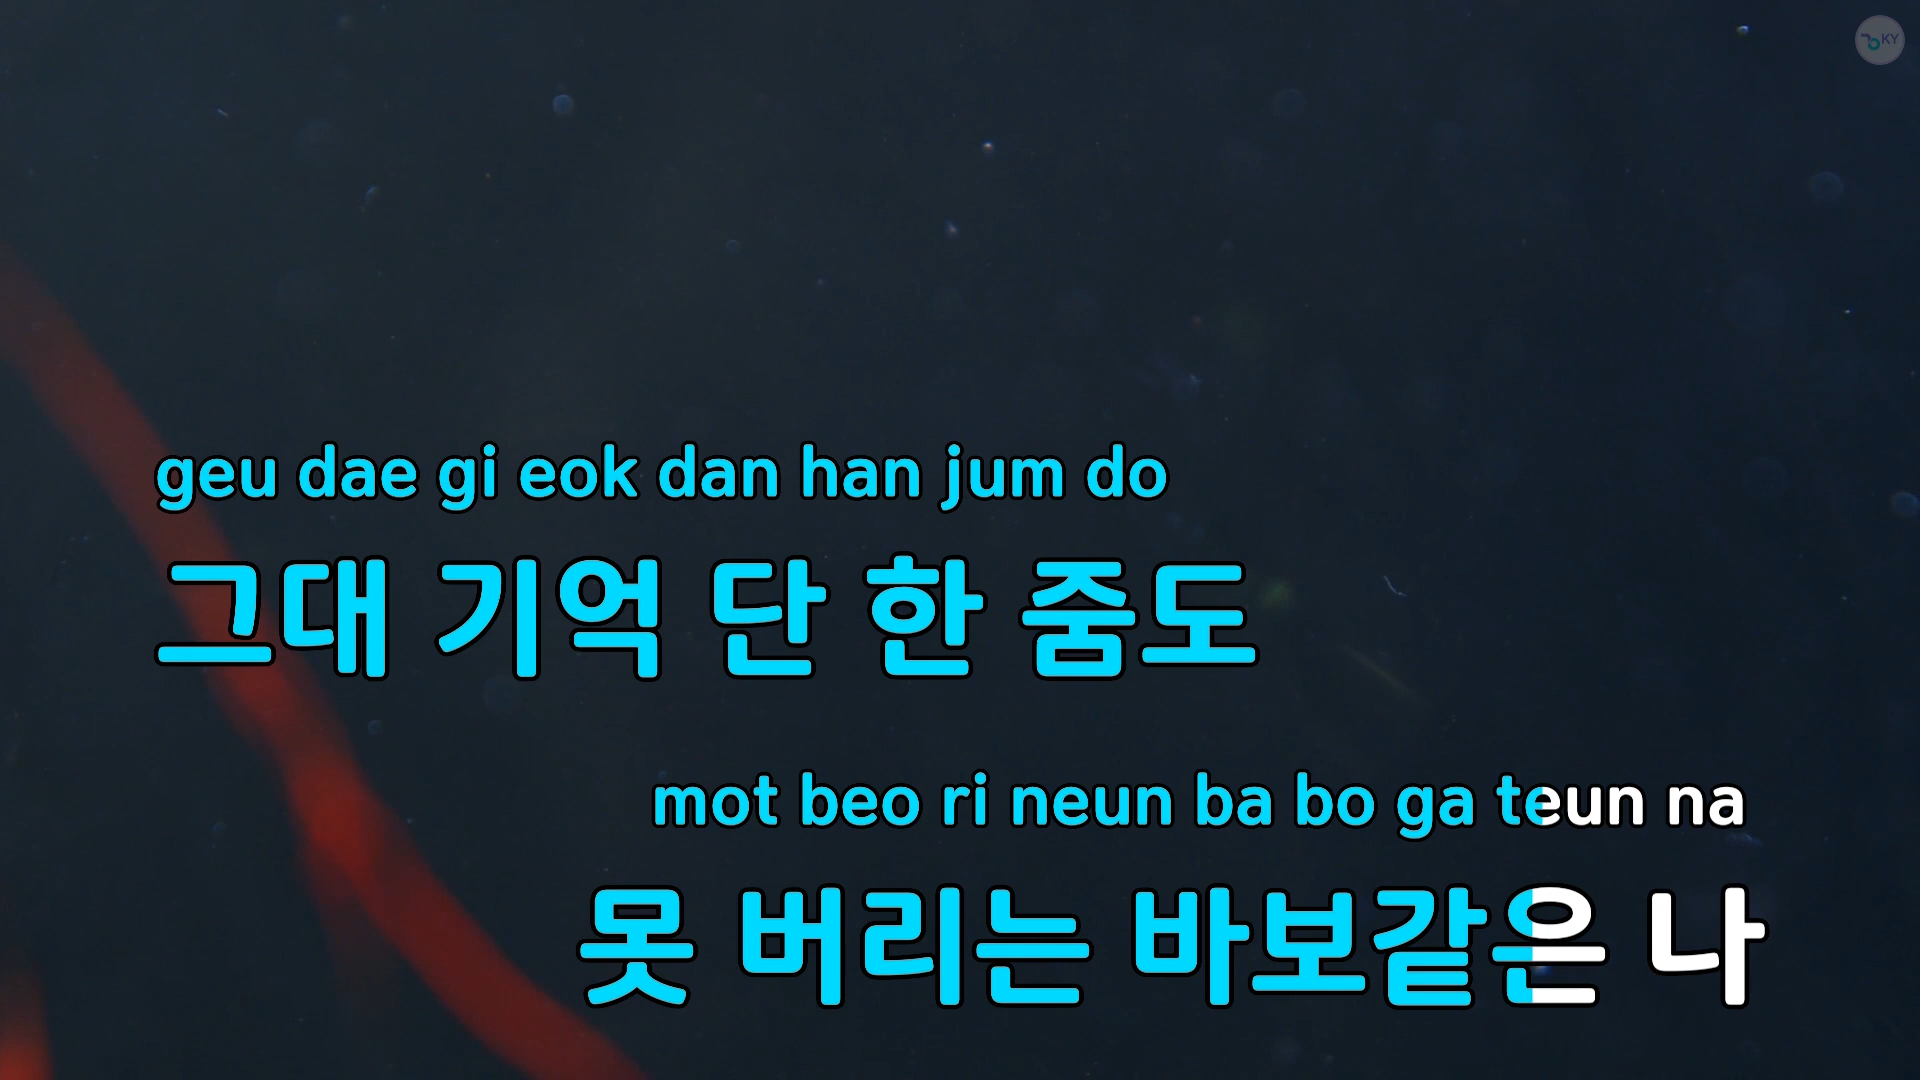 KY
geu dae gi eok dan han jum do
그대 기억 단 한 줌도
mot beo ri neun ba bo ga teun na
못 버리는 바보같은 나